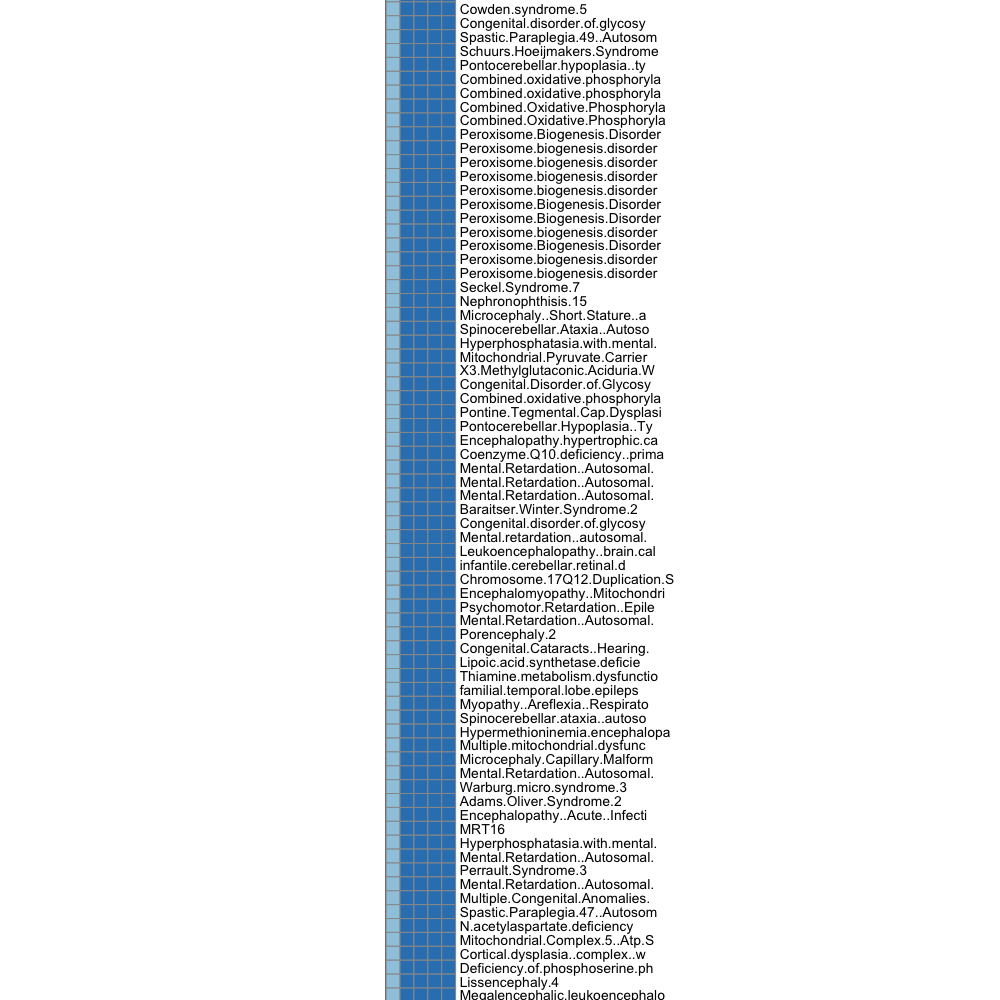 Cowden.syndrome.5
Congenital.disorder.of.glycosy
Spastic.Paraplegia.49..Autosom
Schuurs.Hoeijmakers.Syndrome
Pontocerebellar.hypoplasia..ty
Combined.oxidative.phosphoryla
Combined.oxidative.phosphoryla
Combined.Oxidative.Phosphoryla
Combined.Oxidative.Phosphoryla
Peroxisome.Biogenesis.Disorder
Peroxisome.biogenesis.disorder
Peroxisome.biogenesis.disorder
Peroxisome.biogenesis.disorder
Peroxisome.biogenesis.disorder
Peroxisome.Biogenesis.Disorder
Peroxisome.Biogenesis.Disorder
Peroxisome.biogenesis.disorder
Peroxisome.Biogenesis.Disorder
Peroxisome.biogenesis.disorder
Peroxisome.biogenesis.disorder
Seckel.Syndrome.7
Nephronophthisis.15
Microcephaly..Short.Stature..a
Spinocerebellar.Ataxia..Autoso
Hyperphosphatasia.with.mental.
Mitochondrial.Pyruvate.Carrier
X3.Methylglutaconic.Aciduria.W
Congenital.Disorder.of.Glycosy
Combined.oxidative.phosphoryla
Pontine.Tegmental.Cap.Dysplasi
Pontocerebellar.Hypoplasia..Ty
Encephalopathy.hypertrophic.ca
Coenzyme.Q10.deficiency..prima
Mental.Retardation..Autosomal.
Mental.Retardation..Autosomal.
Mental.Retardation..Autosomal.
Baraitser.Winter.Syndrome.2
Congenital.disorder.of.glycosy
Mental.retardation..autosomal.
Leukoencephalopathy..brain.cal
infantile.cerebellar.retinal.d
Chromosome.17Q12.Duplication.S
Encephalomyopathy..Mitochondri
Psychomotor.Retardation..Epile
Mental.Retardation..Autosomal.
Porencephaly.2
Congenital.Cataracts..Hearing.
Lipoic.acid.synthetase.deficie
Thiamine.metabolism.dysfunctio
familial.temporal.lobe.epileps
Myopathy..Areflexia..Respirato
Spinocerebellar.ataxia..autoso
Hypermethioninemia.encephalopa
Multiple.mitochondrial.dysfunc
Microcephaly.Capillary.Malform
Mental.Retardation..Autosomal.
Warburg.micro.syndrome.3
Adams.Oliver.Syndrome.2
Encephalopathy..Acute..Infecti
MRT16
Hyperphosphatasia.with.mental.
Mental.Retardation..Autosomal.
Perrault.Syndrome.3
Mental.Retardation..Autosomal.
Multiple.Congenital.Anomalies.
Spastic.Paraplegia.47..Autosom
N.acetylaspartate.deficiency
Mitochondrial.Complex.5..Atp.S
Cortical.dysplasia..complex..w
Deficiency.of.phosphoserine.ph
Lissencephaly.4
Megalencephalic.leukoencephalo